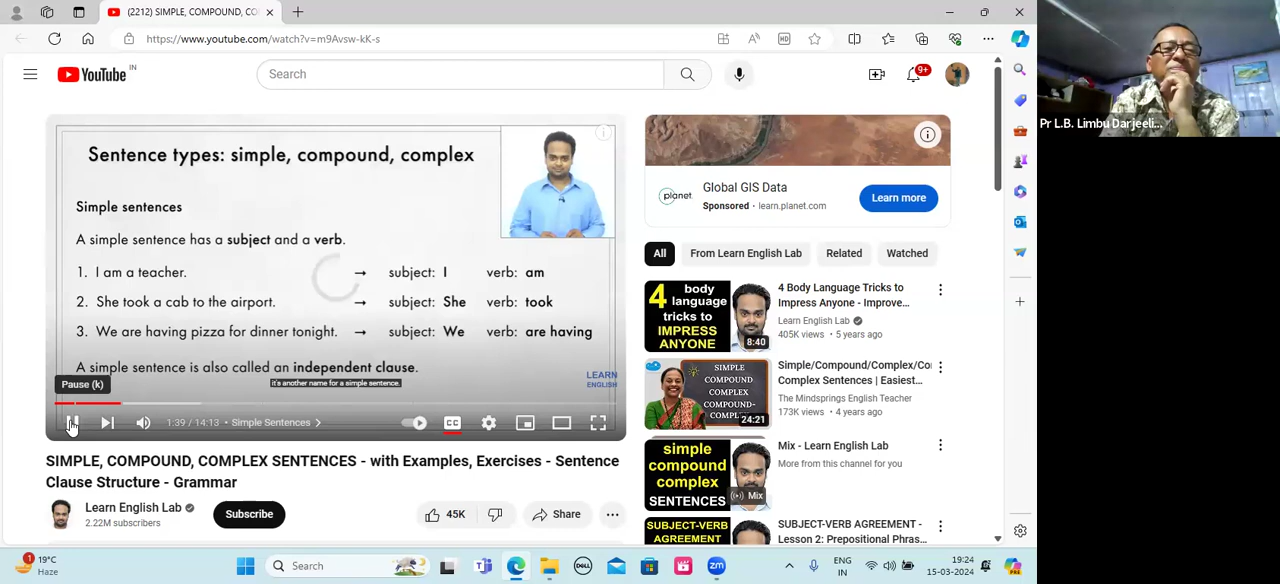 (2212) SIMPLE, COMPOUND, CO
https://www.youtube.com/watch?v=m9Avsw-kK-s
HD
YouTube IN
Search
9+
Sentence types: simple, compound, complex
Simple sentences
A simple sentence has a subject and a verb.
1. I am a teacher. → subject: I verb: am
2. She took a cab to the airport. → subject: She verb: took
3. We are having pizza for dinner tonight. → subject: We verb: are having
A simple sentence is also called an independent clause.
it's another name for a simple sentence.
LEARN
ENGLISH
Pause (k)
1:39 / 14:13 • Simple Sentences
CC
SIMPLE, COMPOUND, COMPLEX SENTENCES - with Examples, Exercises - Sentence
Clause Structure - Grammar
Learn English Lab
2.22M subscribers
Subscribe
45K
Share
planet.
Global GIS Data
Sponsored • learn.planet.com
Learn more
All
From Learn English Lab
Related
Watched
4 body
language
tricks to
IMPRESS
ANYONE
8:40
4 Body Language Tricks to
Impress Anyone - Improve...
Learn English Lab
405K views • 5 years ago
SIMPLE
COMPOUND
COMPLEX
COMPOUND-
COMPL
24:21
Simple/Compound/Complex/Co
Complex Sentences | Easiest...
The Mindsprings English Teacher
173K views • 4 years ago
simple
compound
complex
SENTENCES
Mix
Mix - Learn English Lab
More from this channel for you
SUBJECT-VERB
AGREEMENT
SUBJECT-VERB AGREEMENT -
Lesson 2: Prepositional Phras...
Pr L.B. Limbu Darjeeli...
1
19°C
Haze
Search
DELL
zm
ENG
IN
19:24
15-03-2024
PRE